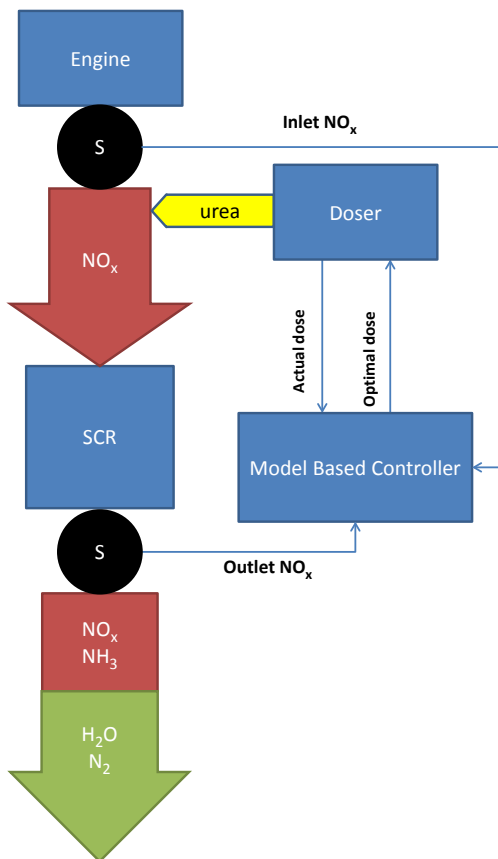 Engine
S
Inlet NOₓ
urea
Doser
NOₓ
Actual dose
Optimal dose
SCR
Model Based Controller
S
Outlet NOₓ
NOₓ
NH₃
H₂O
N₂